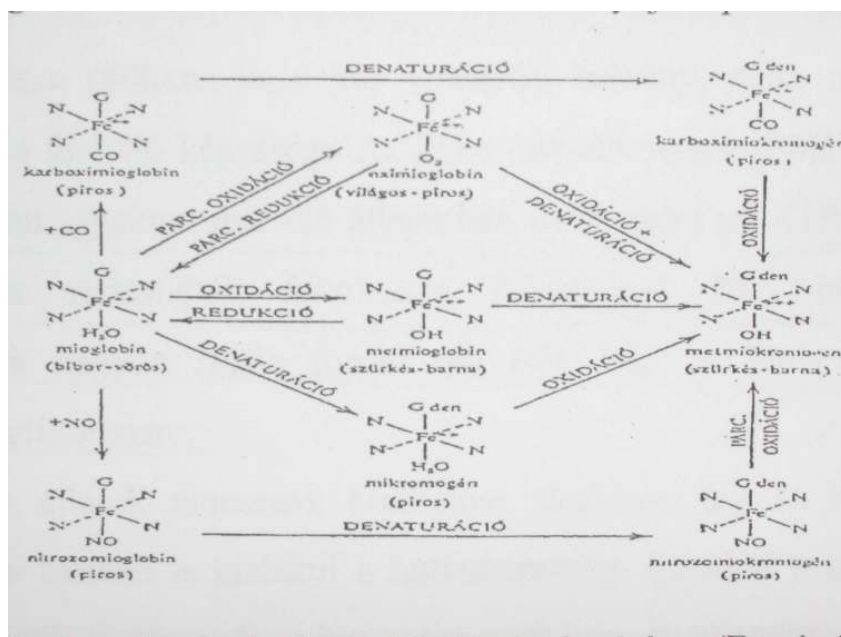 DENATURÁCIÓ
G
N N
Fe++
N N
CO
karboximioglobin
(piros)
G
N N
Fe++
N N
O₂
oximioglobin
(világos-piros)
G den
N N
Fe++
N N
CO
karboximiokromogén
(piros)
+CO
PARC. OXIDÁCIÓ
PARC. REDUKCIÓ
OXIDÁCIÓ
DENATURÁCIÓ
OXIDÁCIÓ
G
N N
Fe++
N N
H₂O
mioglobin
(bíbor-vörös)
OXIDÁCIÓ
REDUKCIÓ
G
N N
Fe+++
N N
OH
metmioglobin
(szürkés-barna)
DENATURÁCIÓ
G den
N N
Fe+++
N N
OH
(szürkés-barna)
DENATURÁCIÓ
OXIDÁCIÓ
+NO
G den
N N
Fe++
N N
H₂O
mikromogén
(piros)
PARC.
OXIDÁCIÓ
G
N N
Fe
N N
NO
nitrozomioglobin
(piros)
DENATURÁCIÓ
G den
N N
Fe
N N
NO
(piros)